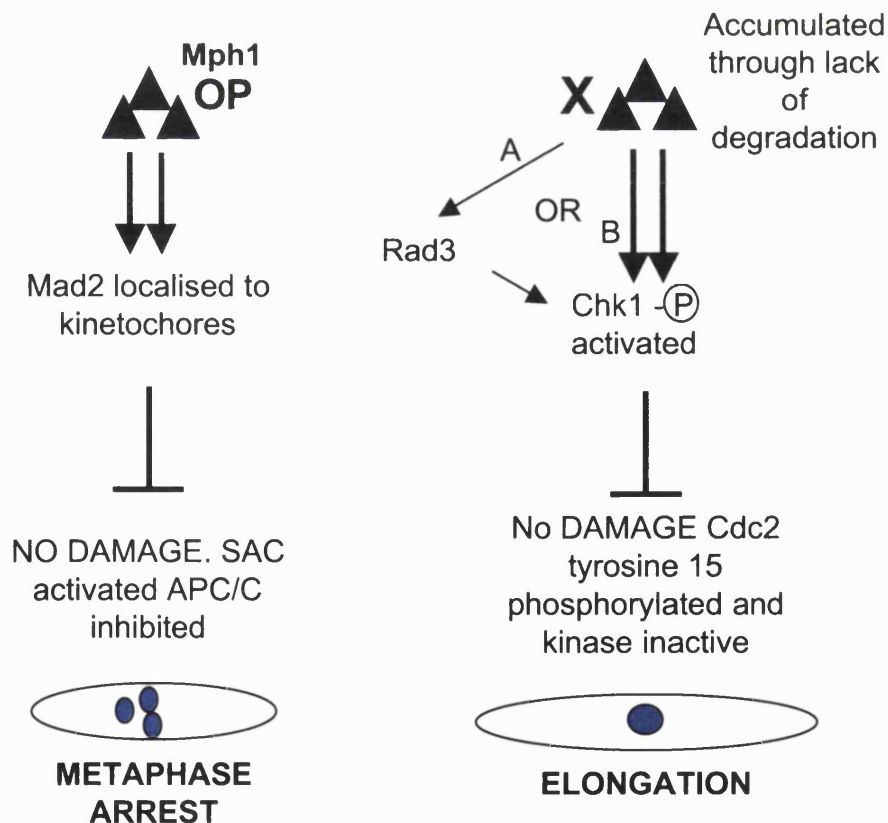 Mph1
OP
Mad2 localised to
kinetochores
NO DAMAGE. SAC
activated APC/C
inhibited
METAPHASE
ARREST
Accumulated
through lack
of
degradation
X
A
OR
B
Rad3
Chk1 -P
activated
No DAMAGE Cdc2
tyrosine 15
phosphorylated and
kinase inactive
ELONGATION